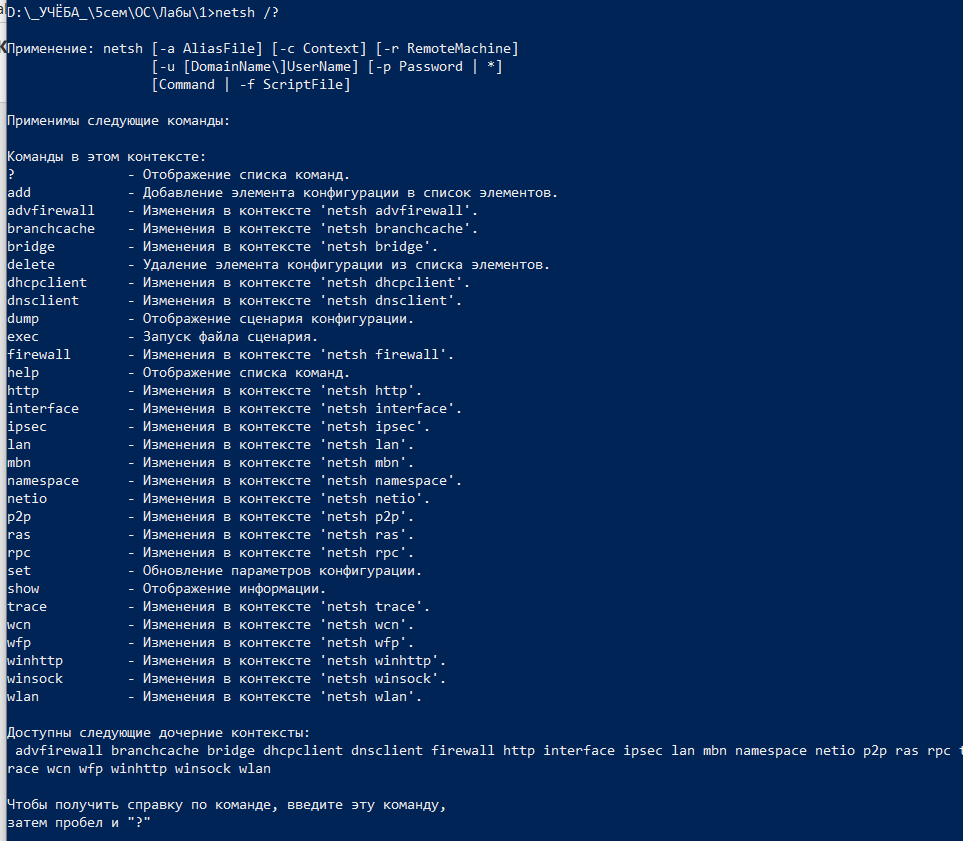 D:\_УЧЁБА_\5сем\ОС\Лабы\1>netsh /?
Применение: netsh [-a AliasFile] [-c Context] [-r RemoteMachine]
[-u [DomainName\]UserName] [-p Password | *]
[Command | -f ScriptFile]
Применимы следующие команды:
Команды в этом контексте:
? - Отображение списка команд.
add - Добавление элемента конфигурации в список элементов.
advfirewall - Изменения в контексте 'netsh advfirewall'.
branchcache - Изменения в контексте 'netsh branchcache'.
bridge - Изменения в контексте 'netsh bridge'.
delete - Удаление элемента конфигурации из списка элементов.
dhcpclient - Изменения в контексте 'netsh dhcpclient'.
dnsclient - Изменения в контексте 'netsh dnsclient'.
dump - Отображение сценария конфигурации.
exec - Запуск файла сценария.
firewall - Изменения в контексте 'netsh firewall'.
help - Отображение списка команд.
http - Изменения в контексте 'netsh http'.
interface - Изменения в контексте 'netsh interface'.
ipsec - Изменения в контексте 'netsh ipsec'.
lan - Изменения в контексте 'netsh lan'.
mbn - Изменения в контексте 'netsh mbn'.
namespace - Изменения в контексте 'netsh namespace'.
netio - Изменения в контексте 'netsh netio'.
p2p - Изменения в контексте 'netsh p2p'.
ras - Изменения в контексте 'netsh ras'.
rpc - Изменения в контексте 'netsh rpc'.
set - Обновление параметров конфигурации.
show - Отображение информации.
trace - Изменения в контексте 'netsh trace'.
wcn - Изменения в контексте 'netsh wcn'.
wfp - Изменения в контексте 'netsh wfp'.
winhttp - Изменения в контексте 'netsh winhttp'.
winsock - Изменения в контексте 'netsh winsock'.
wlan - Изменения в контексте 'netsh wlan'.
Доступны следующие дочерние контексты:
advfirewall branchcache bridge dhcpclient dnsclient firewall http interface ipsec lan mbn namespace netio p2p ras rpc t
race wcn wfp winhttp winsock wlan
Чтобы получить справку по команде, введите эту команду,
затем пробел и "?"